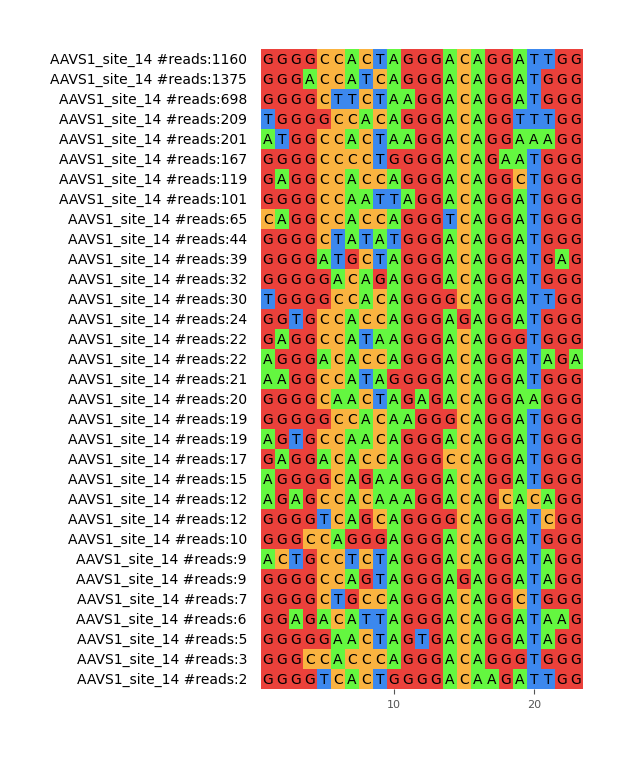 AAVS1_site_14 #reads:1160 GGGGCCACTAGGGACAGGATTGG
AAVS1_site_14 #reads:1375 GGGACCATCAGGGACAGGATGGG
AAVS1_site_14 #reads:698 GGGGCTTCTAAGGACAGGATGGG
AAVS1_site_14 #reads:209 TGGGGCCACAGGGACAGGTTTGG
AAVS1_site_14 #reads:201 ATGGCCACTAAGGACAGGAAAGG
AAVS1_site_14 #reads:167 GGGGCCCCTGGGGACAGAATGGG
AAVS1_site_14 #reads:119 GAGGCCACCAGGGACAGGCTGGG
AAVS1_site_14 #reads:101 GGGGCCAATTAGGACAGGATGGG
AAVS1_site_14 #reads:65 CAGGCCACCAGGGTCAGGATGGG
AAVS1_site_14 #reads:44 GGGGCTATATGGGACAGGATGGG
AAVS1_site_14 #reads:39 GGGGATGCTAGGGACAGGATGAG
AAVS1_site_14 #reads:32 GGGGGACAGAGGGACAGGATGGG
AAVS1_site_14 #reads:30 TGGGGCCACAGGGGCAGGATTGG
AAVS1_site_14 #reads:24 GGTGCCACCAGGGAGAGGATGGG
AAVS1_site_14 #reads:22 GAGGCCATAAGGGACAGGGTGGG
AAVS1_site_14 #reads:22 AGGGACACCAGGGACAGGATAGA
AAVS1_site_14 #reads:21 AAGGCCATAGGGGACAGGATGGG
AAVS1_site_14 #reads:20 GGGGCAACTAGAGACAGGAAGGG
AAVS1_site_14 #reads:19 GGGGGCCACAAGGGCAGGATGGG
AAVS1_site_14 #reads:19 AGTGCCAACAGGGACAGGATGGG
AAVS1_site_14 #reads:17 GAGGACACCAGGGCCAGGATGGG
AAVS1_site_14 #reads:15 AGGGGCAGAAGGGACAGGATGGG
AAVS1_site_14 #reads:12 AGAGCCACAAAGGACAGCACAGG
AAVS1_site_14 #reads:12 GGGGTCAGCAGGGGCAGGATCGG
AAVS1_site_14 #reads:10 GGGCCAGGGAGGGACAGGATGGG
AAVS1_site_14 #reads:9 ACTGCCTCTAGGGACAGGATAGG
AAVS1_site_14 #reads:9 GGGGCCAGTAGGGAGAGGATAGG
AAVS1_site_14 #reads:7 GGGGCTGCCAGGGACAGGCTGGG
AAVS1_site_14 #reads:6 GGAGACATTAGGGACAGGATAAG
AAVS1_site_14 #reads:5 GGGGGAACTAGTGACAGGATAGG
AAVS1_site_14 #reads:3 GGGCCACCCAGGGACAGGGTGGG
AAVS1_site_14 #reads:2 GGGGTCACTGGGGACAAGATTGG
10 20